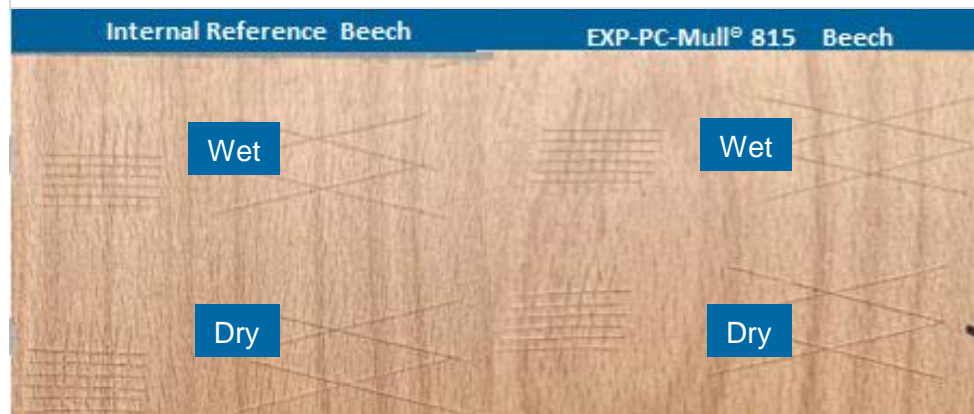 Internal Reference Beech
EXP-PC-Mull® 815 Beech
Wet
Wet
Dry
Dry